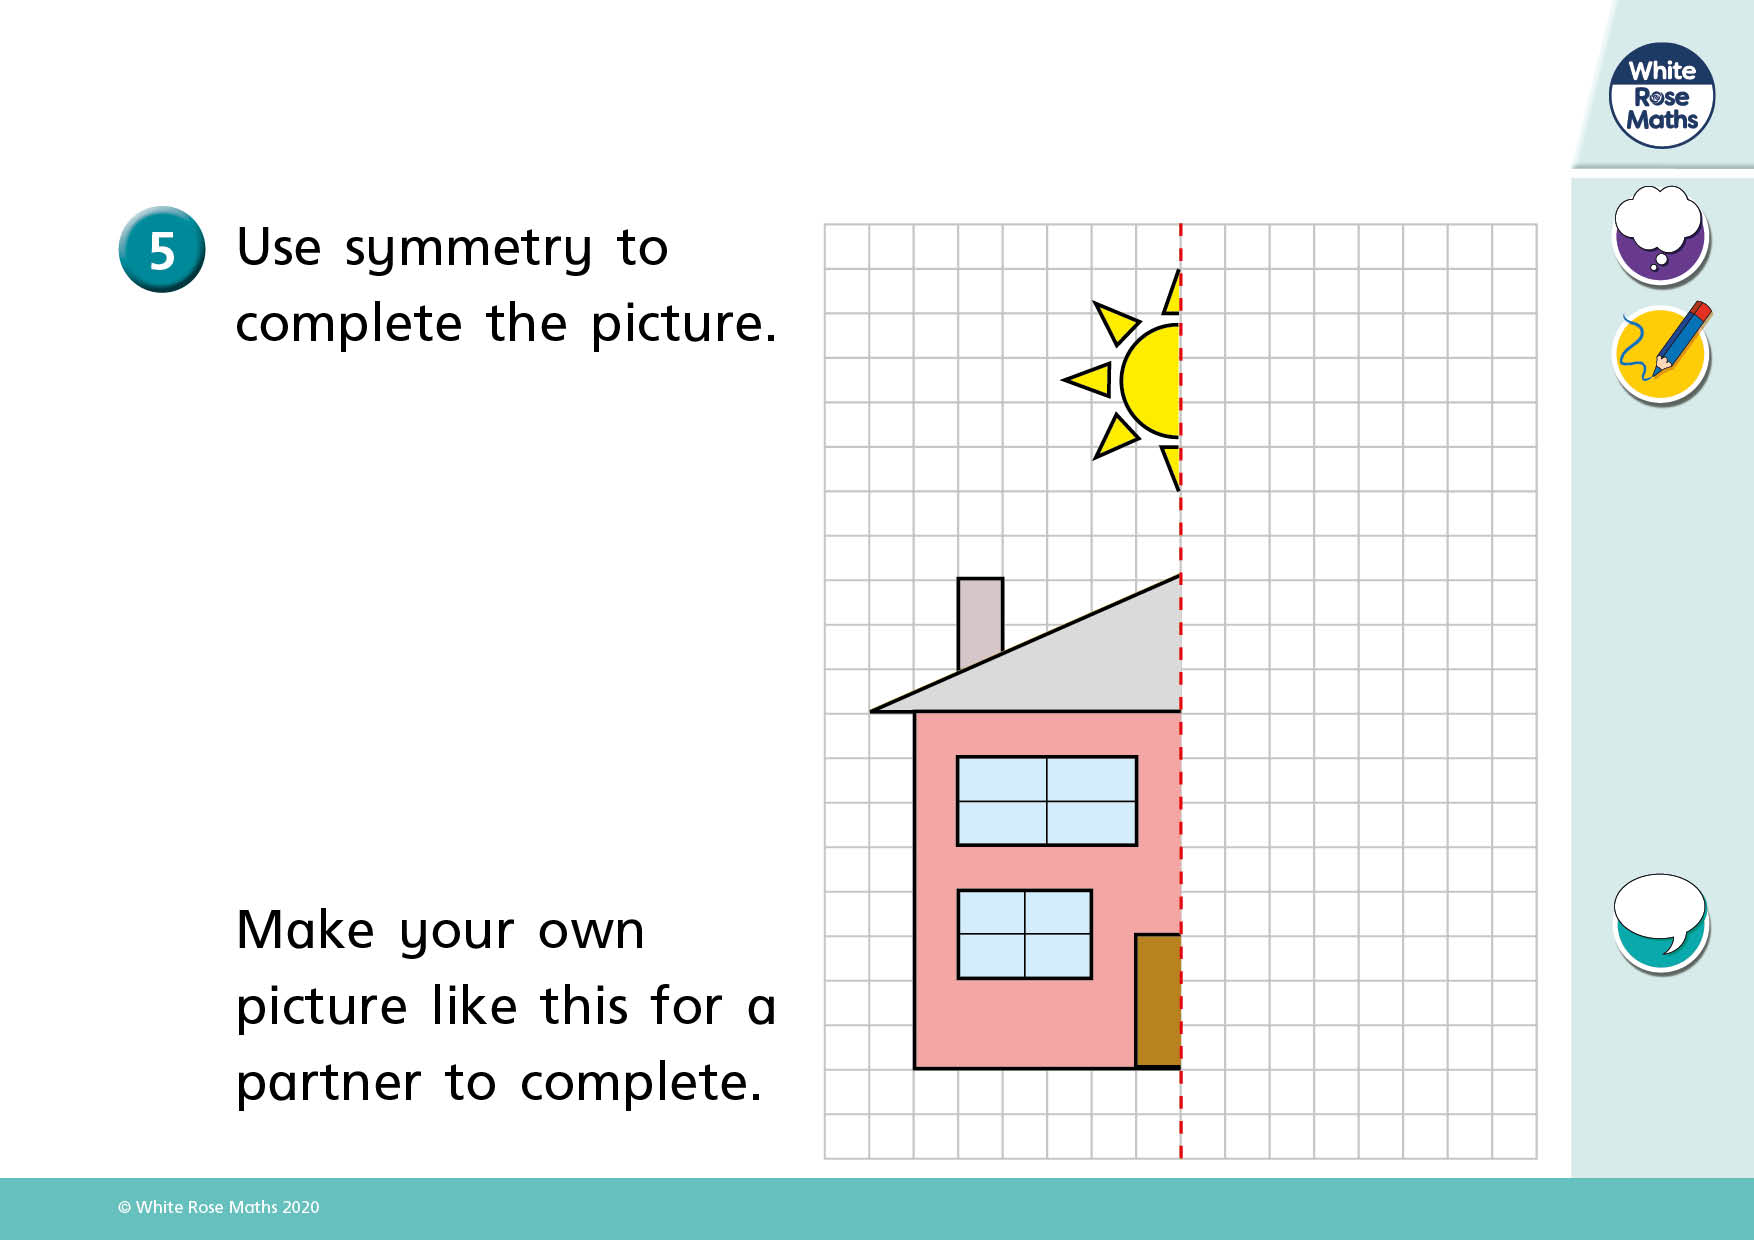 White
Rose
Maths
5
Use symmetry to
complete the picture.
Make your own
picture like this for a
partner to complete.
© White Rose Maths 2020